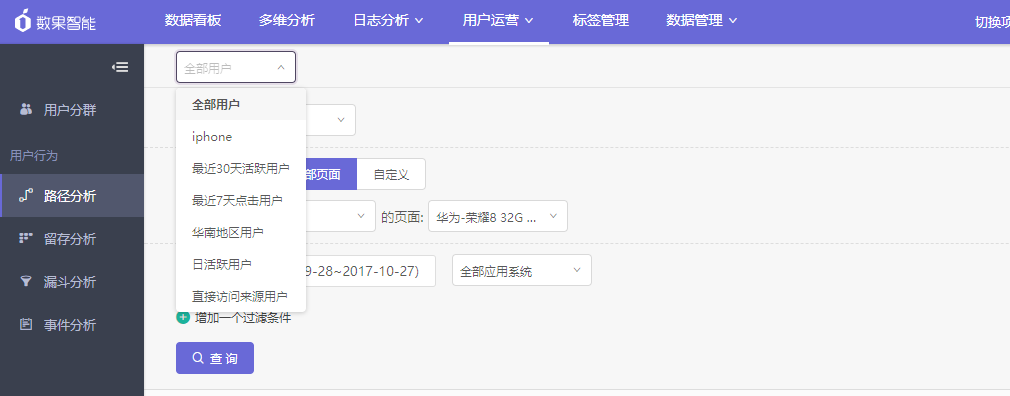 数果智能 数据看板 多维分析 日志分析 用户运营 标签管理 数据管理 切换项
全部用户
用户分群
全部用户
iphone
用户行为
最近30天活跃用户
部页面 自定义
路径分析
最近7天点击用户
的页面: 华为-荣耀8 32G ...
留存分析
华南地区用户
日活跃用户
9-28~2017-10-27) 全部应用系统
漏斗分析
直接访问来源用户
增加一个过滤条件
事件分析
查询